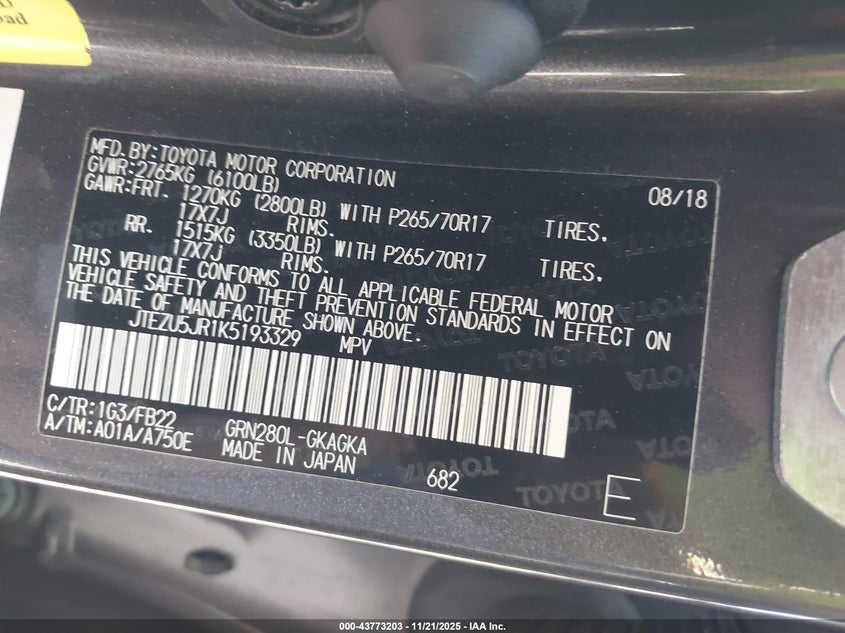 ad
MFD. BY: TOYOTA MOTOR CORPORATION 08/18
GVWR: 2765KG (6100LB)
GAWR: FRT. 1270KG (2800LB) WITH P265/70R17 TIRES.
17X7J RIMS.
RR. 1515KG (3350LB) WITH P265/70R17 TIRES.
17X7J RIMS.
THIS VEHICLE CONFORMS TO ALL APPLICABLE FEDERAL MOTOR
VEHICLE SAFETY AND THEFT PREVENTION STANDARDS IN EFFECT ON
THE DATE OF MANUFACTURE SHOWN ABOVE.
JTEZU5JR1K5193329 MPV
C/TR: 1G3/FB22 GRN280L-GKAGKA
A/TM: A01A/A750E MADE IN JAPAN
682 E
TOYOTA
000-43773203 - 11/21/2025 - IAA Inc.